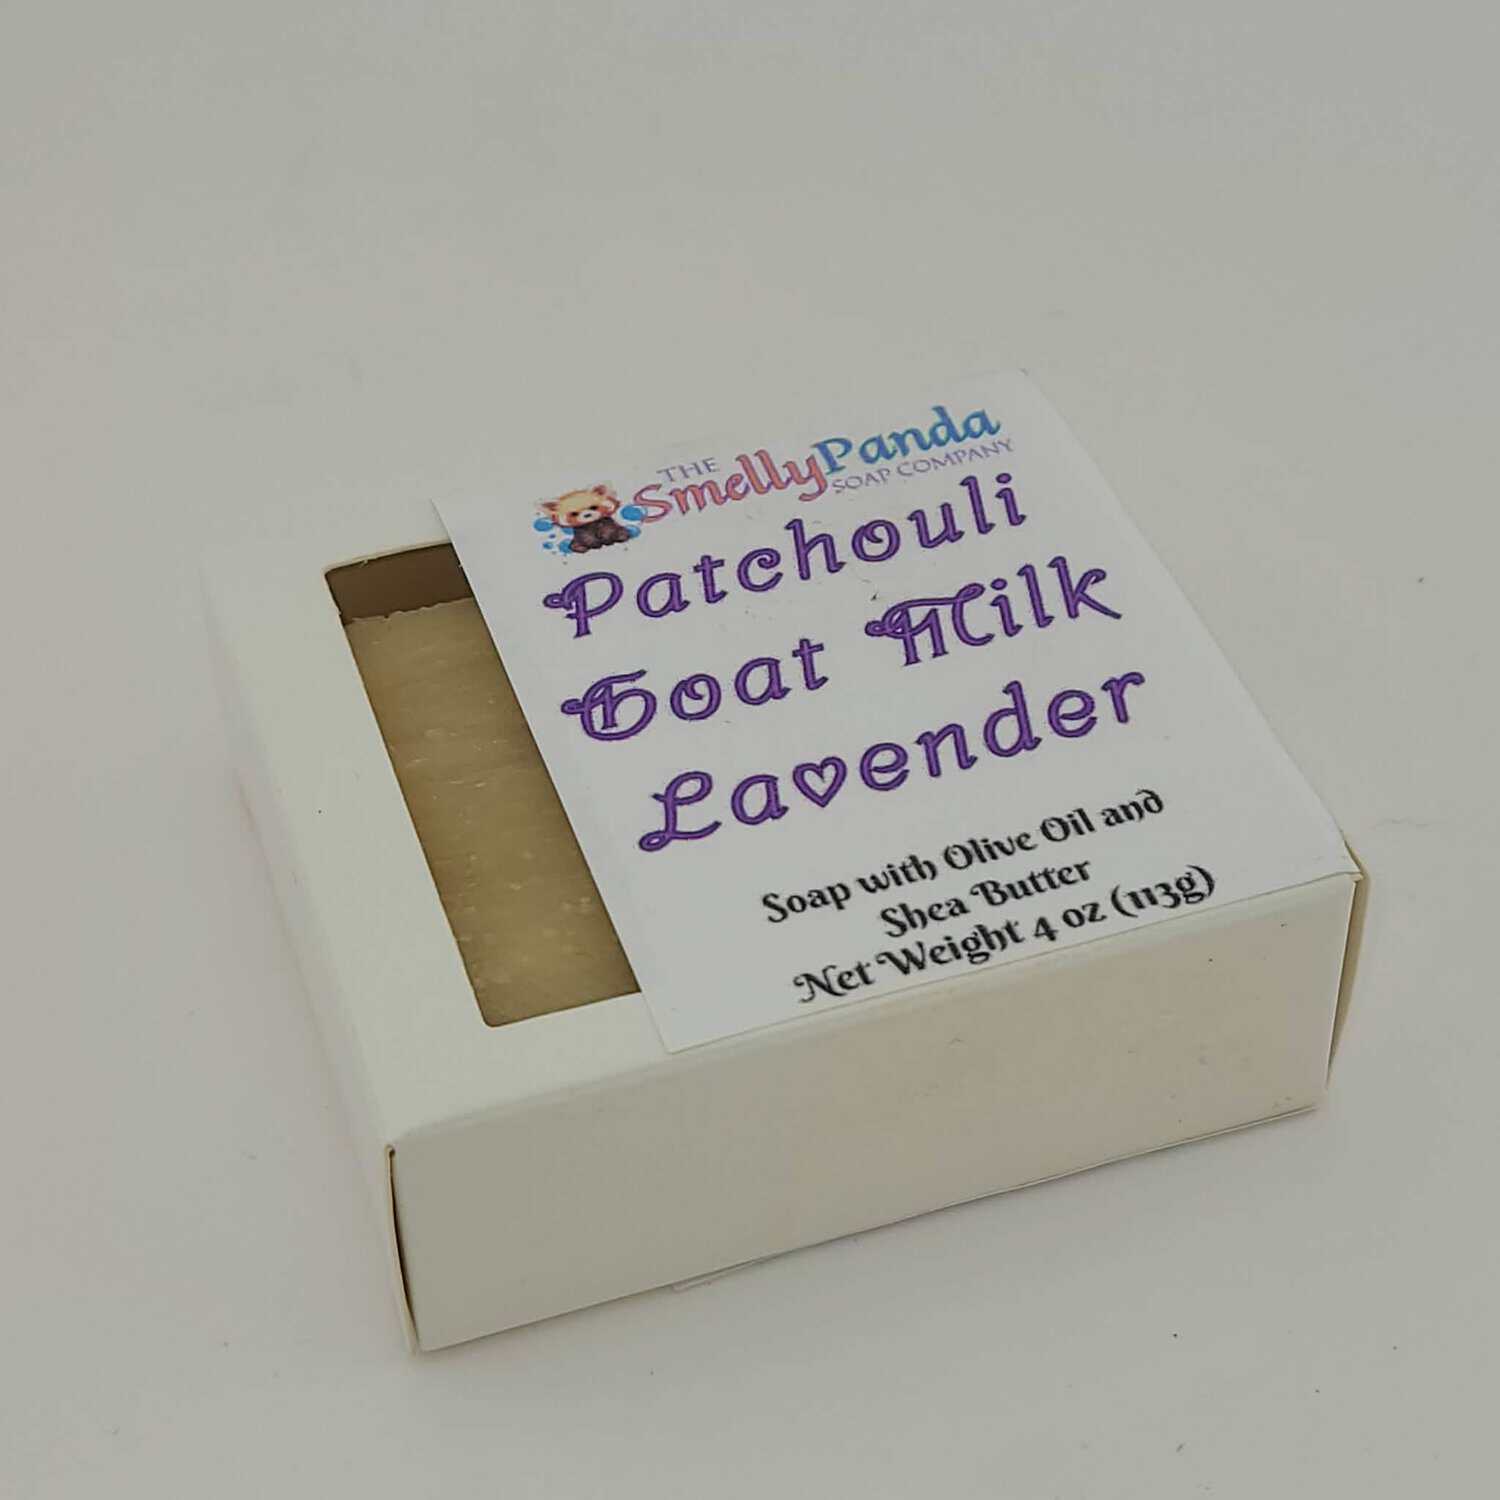 THE
SmellyPanda
SOAP COMPANY
Patchouli
Goat Milk
Lavender
Soap with Olive Oil and
Shea Butter
Net Weight 4 oz (113g)